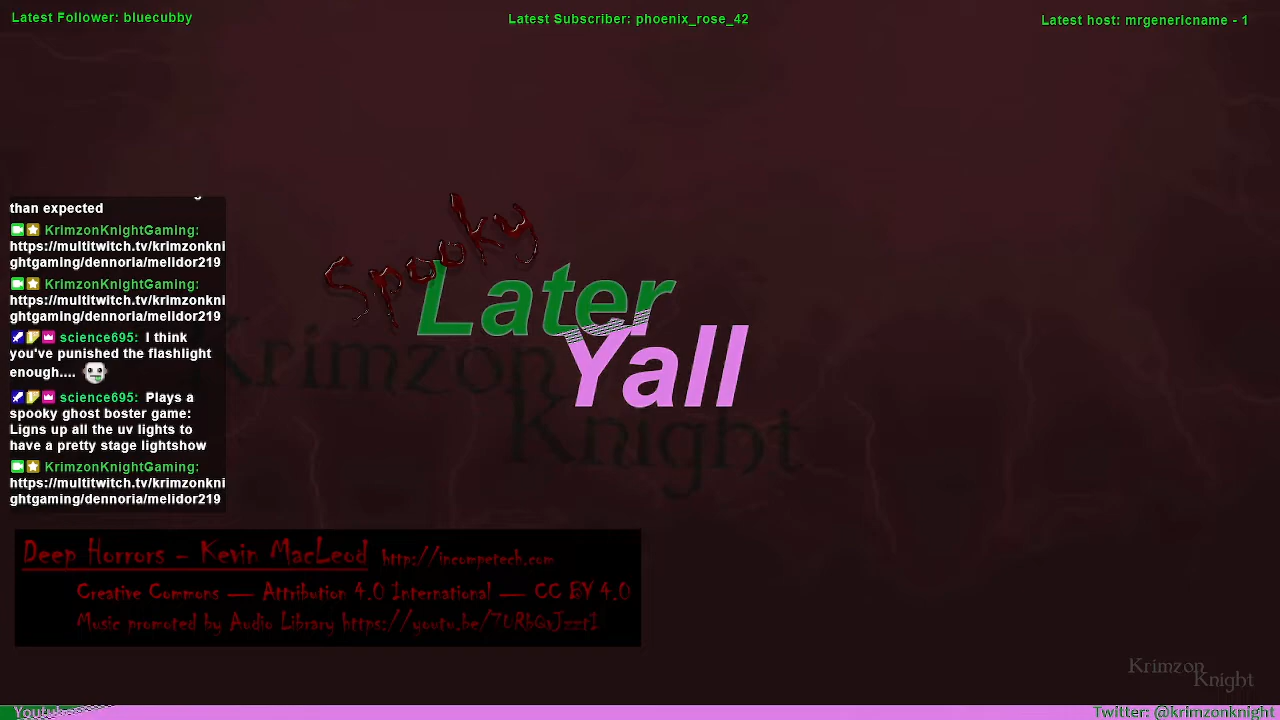 Latest Follower: bluecubby
Latest Subscriber: phoenix_rose_42
Latest host: mrgenericname - 1
than expected
KrimzonKnightGaming:
https://multitwitch.tv/krimzonkni
ghtgaming/dennoria/melidor219
KrimzonKnightGaming:
https://multitwitch.tv/krimzonkni
ghtgaming/dennoria/melidor219
science695: I think
you've punished the flashlight
enough....
science695: Plays a
spooky ghost boster game:
Ligns up all the uv lights to
have a pretty stage lightshow
KrimzonKnightGaming:
https://multitwitch.tv/krimzonkni
ghtgaming/dennoria/melidor219
Spooky
Later
Yall
Krimzon
Knight
Deep Horrors – Kevin MacLeod http://incompetech.com
Creative Commons — Attribution 4.0 International — CC BY 4.0
Music promoted by Audio Library
Krimzon
Knight
Twitter: @krimzonknight